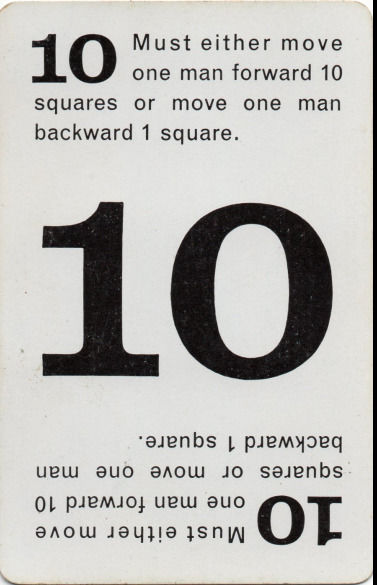 10 Must either move
one man forward 10
squares or move one man
backward 1 square.
10
10 Must either move
one man forward 10
squares or move one man
backward 1 square.